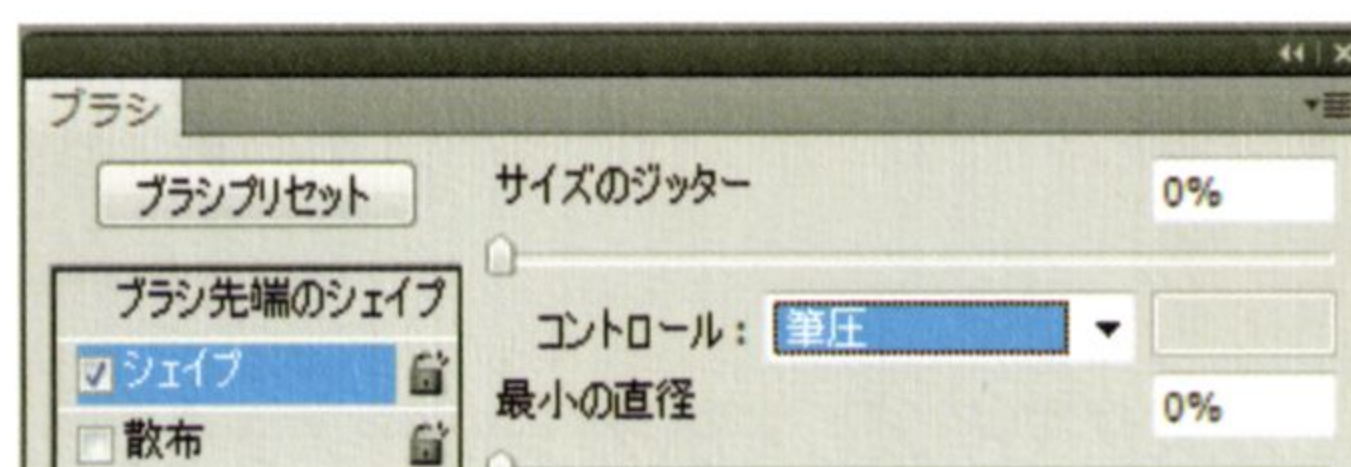 ブラシ
ブラシプリセット
サイズのジッター
0%
ブラシ先端のシェイプ
コントロール：
筆圧
シェイプ
最小の直径
0%
散布